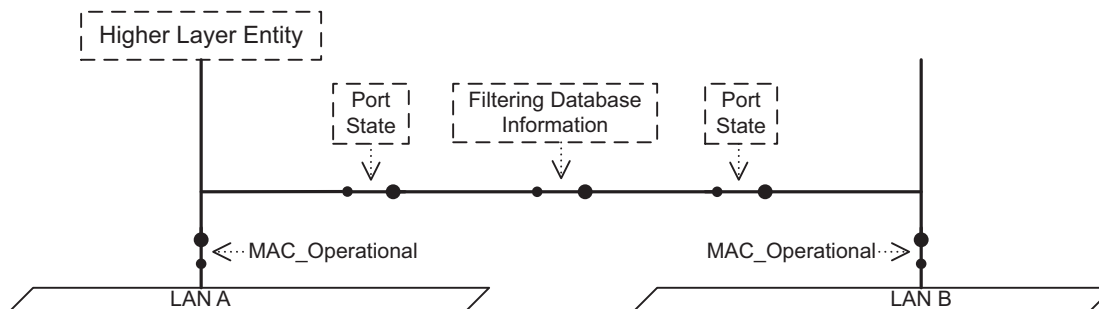 Higher Layer Entity
Port
State
Filtering Database
Information
Port
State
MAC_Operational
MAC_Operational
LAN A
LAN B